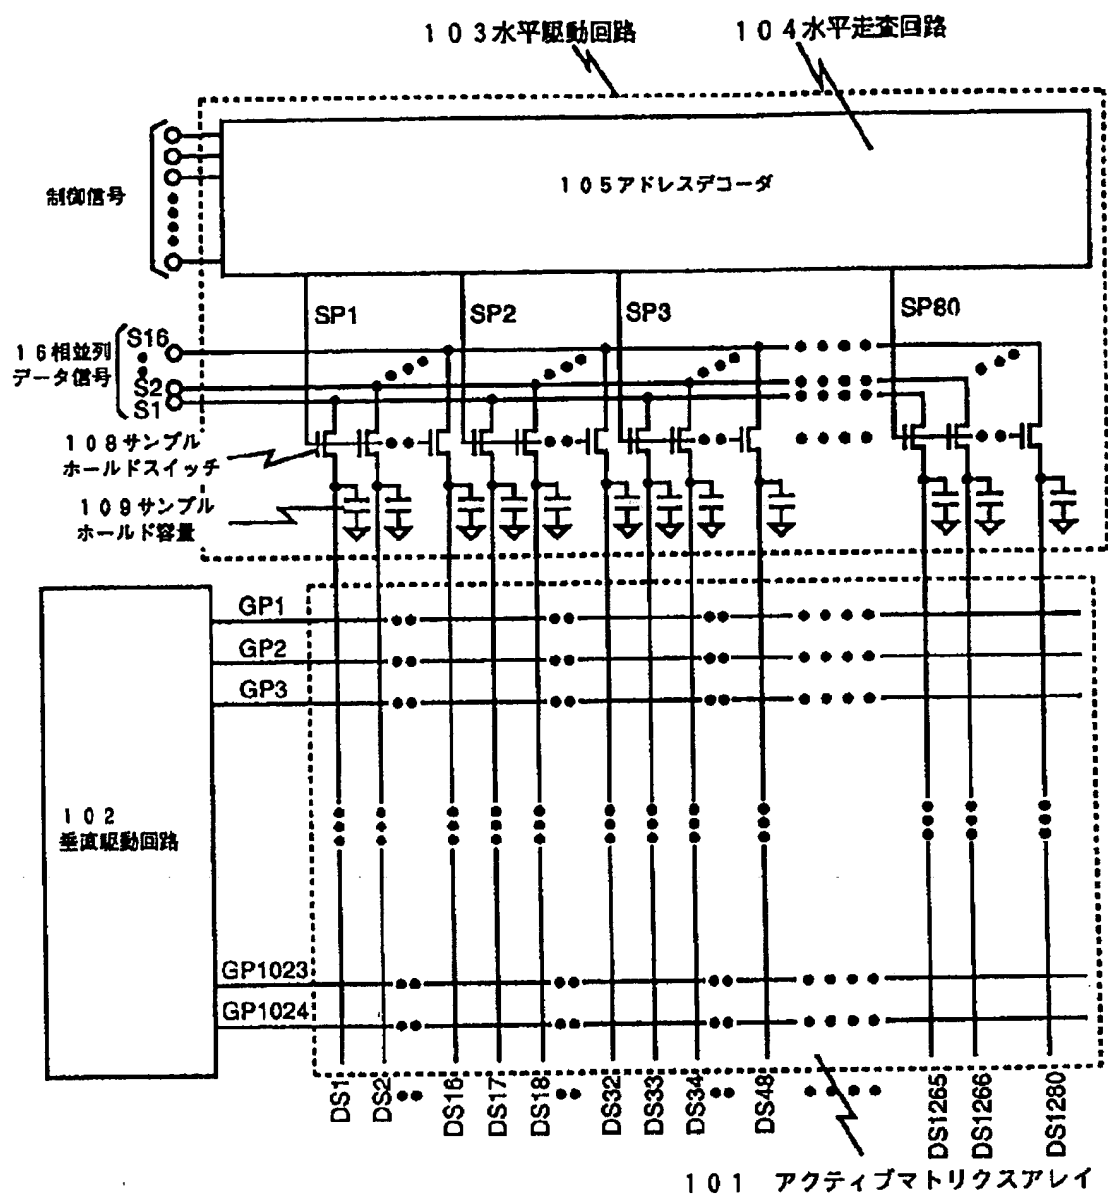 103水平駆動回路
104水平走査回路
制御信号
105アドレスデコーダ
SP1
SP2
SP3
SP80
16相並列
データ信号
S16
S2
S1
108サンプル
ホールドスイッチ
109サンプル
ホールド容量
GP1
GP2
GP3
102
垂直駆動回路
GP1023
GP1024
DS1
DS2
DS16
DS17
DS18
DS32
DS33
DS34
DS48
DS1265
DS1266
DS1280
101 アクティブマトリクスアレイ